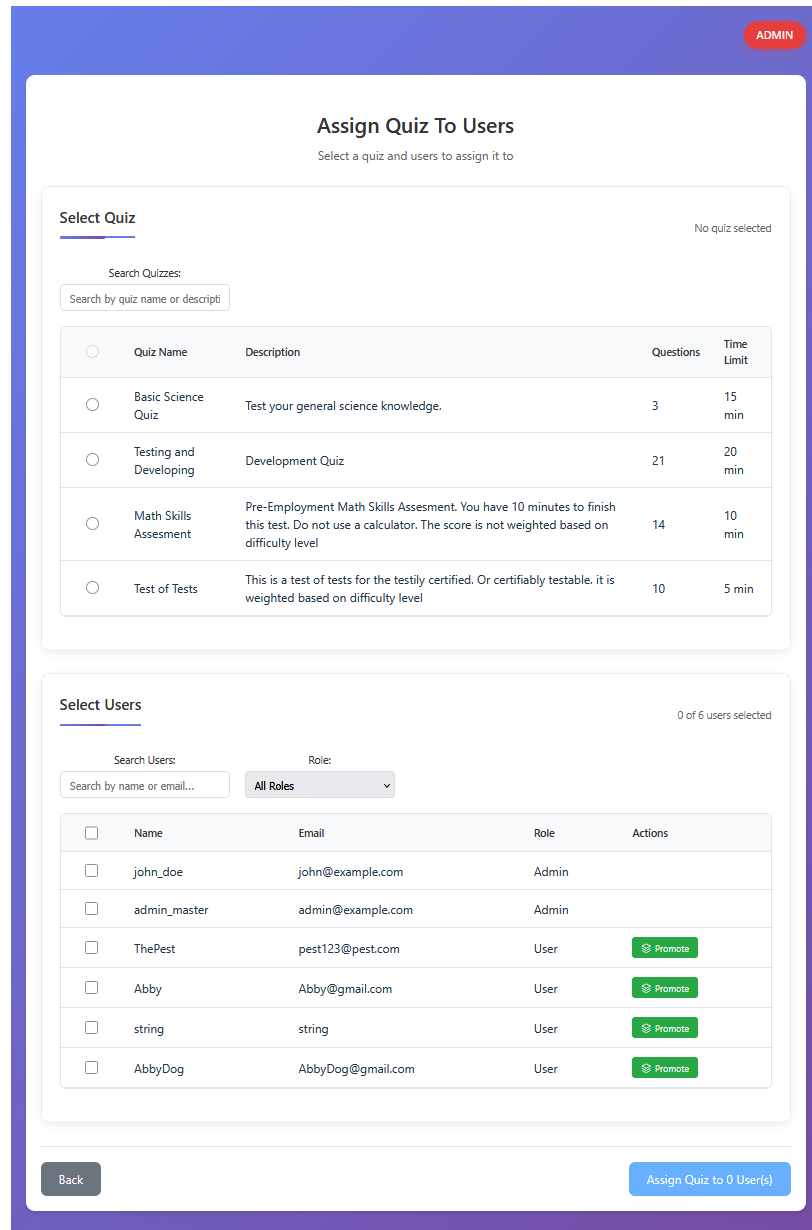 ADMIN
Assign Quiz To Users
Select a quiz and users to assign it to
Select Quiz
No quiz selected
Search Quizzes:
Search by quiz name or descripti
Quiz Name Description Questions Time Limit
Basic Science Quiz Test your general science knowledge. 3 15 min
Testing and Developing Development Quiz 21 20 min
Math Skills Assesment Pre-Employment Math Skills Assesment. You have 10 minutes to finish this test. Do not use a calculator. The score is not weighted based on difficulty level 14 10 min
Test of Tests This is a test of tests for the testily certified. Or certifiably testable. it is weighted based on difficulty level 10 5 min
Select Users
0 of 6 users selected
Search Users: Role:
Search by name or email... All Roles
Name Email Role Actions
john_doe john@example.com Admin
admin_master admin@example.com Admin
ThePest pest123@pest.com User Promote
Abby Abby@gmail.com User Promote
string string User Promote
AbbyDog AbbyDog@gmail.com User Promote
Back Assign Quiz to 0 User(s)